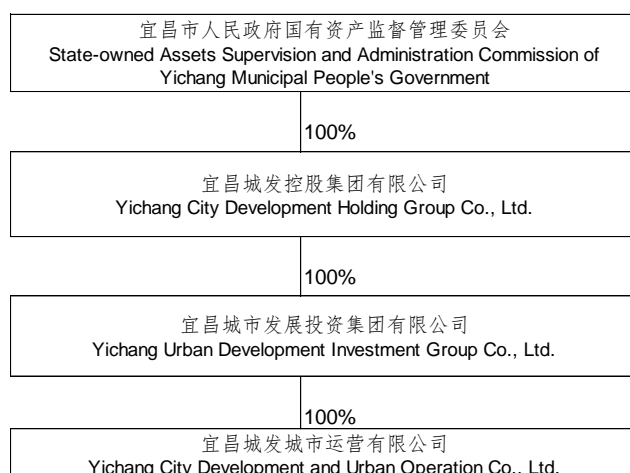 宜昌市人民政府国有资产监督管理委员会
State-owned Assets Supervision and Administration Commission of
Yichang Municipal People's Government
100%
宜昌城发控股集团有限公司
Yichang City Development Holding Group Co., Ltd.
100%
宜昌城市发展投资集团有限公司
Yichang Urban Development Investment Group Co., Ltd.
100%
宜昌城发城市运营有限公司
Yichang City Development and Urban Operation Co., Ltd.